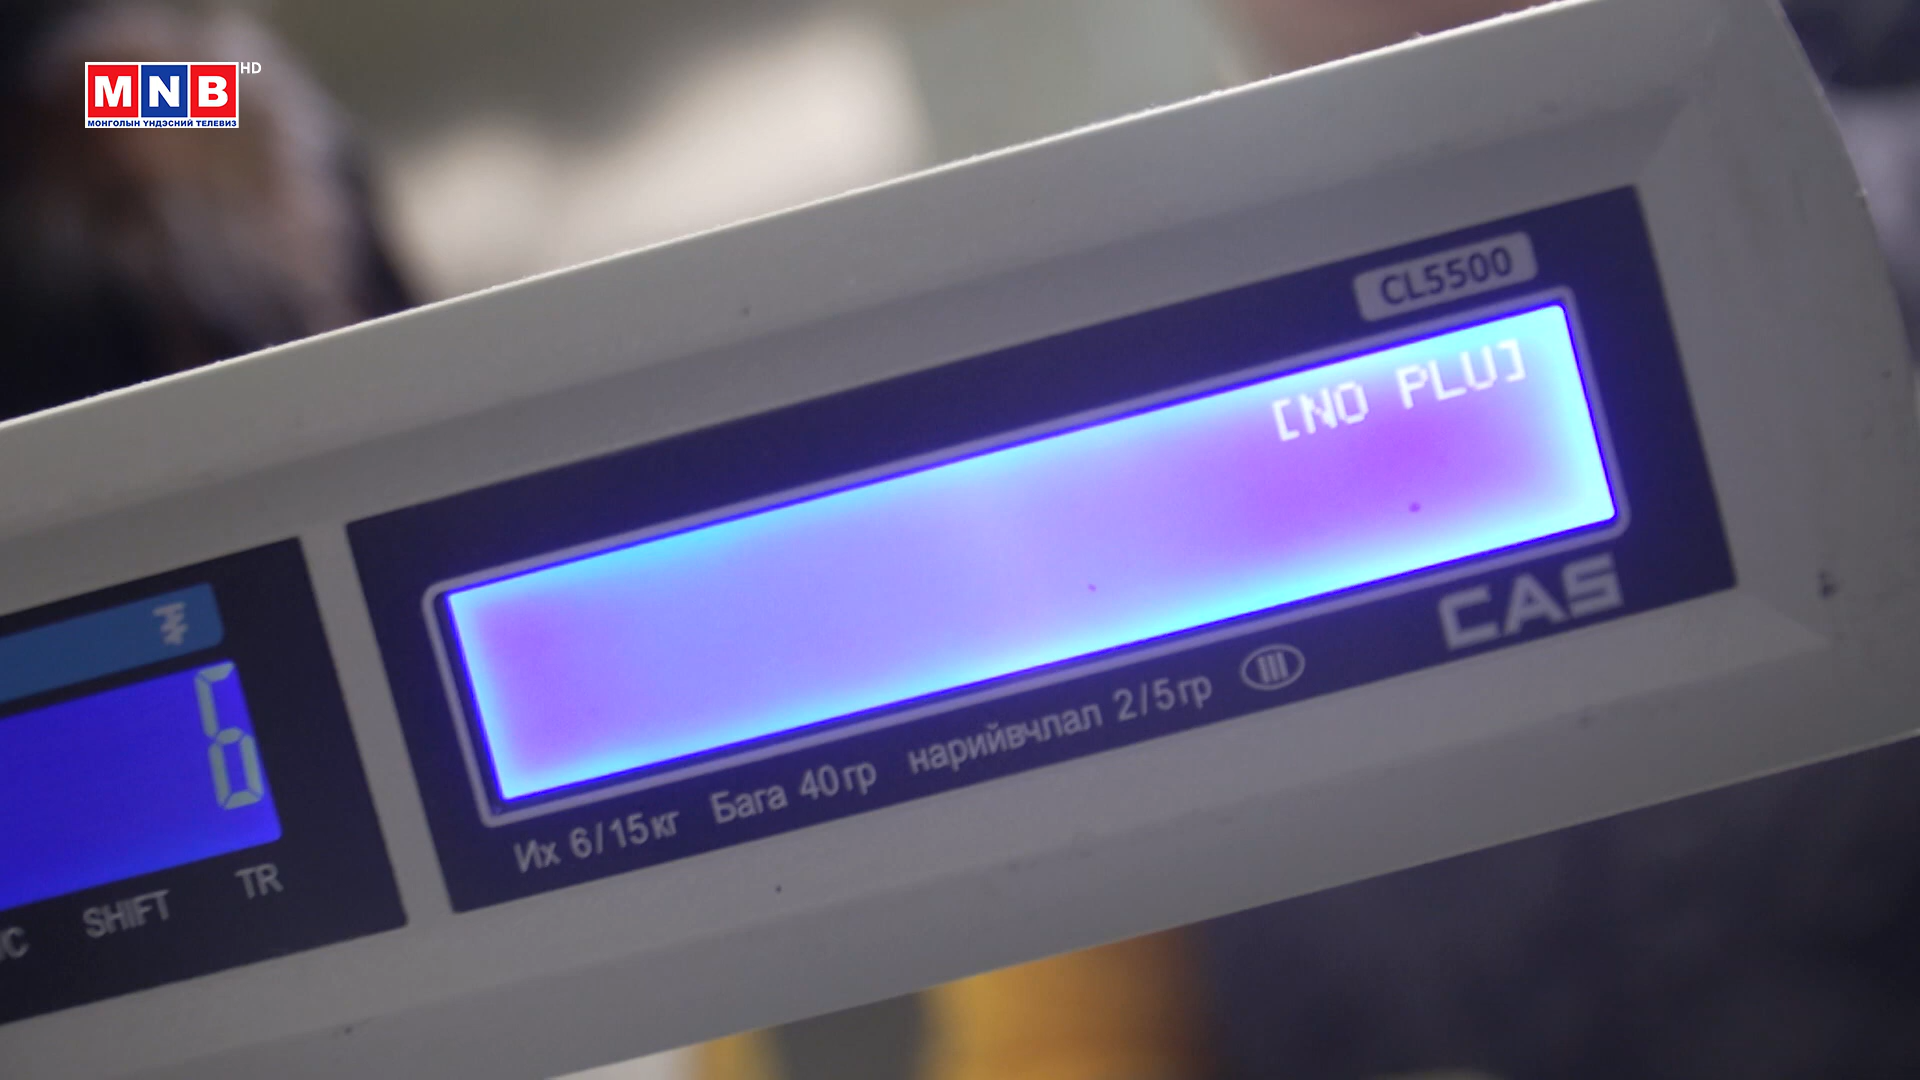 MNB HD
МОНГОЛЫН ҮНДЭСНИЙ ТЕЛЕВИЗ
CL5500
[NO PLU]
CAS
6
SHIFT TR
Их 6/15кг Бага 40гр нарийвчлал 2/5гр III